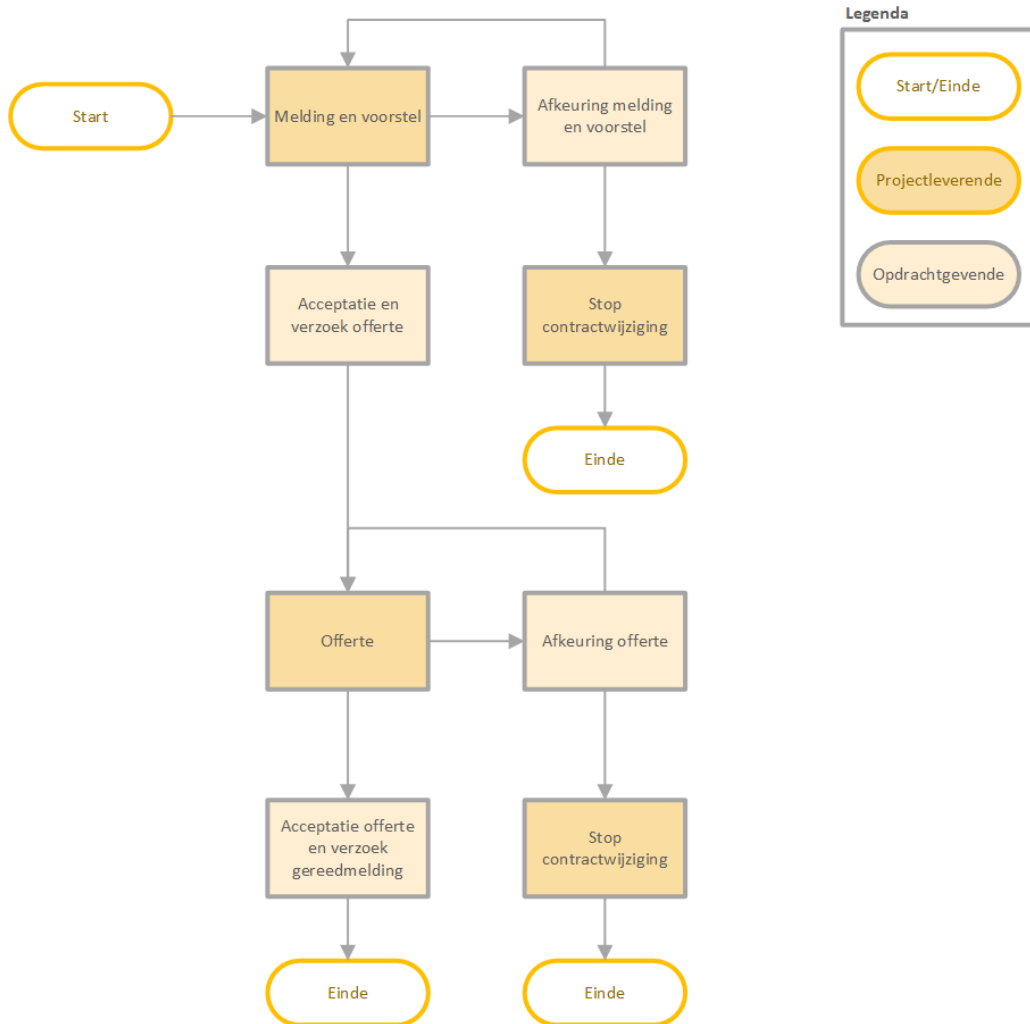 Legenda
Start/Einde
Projectleverende
Opdrachtgevende
Start
Melding en voorstel
Afkeuring melding
en voorstel
Acceptatie en
verzoek offerte
Stop
contractwijziging
Einde
Offerte
Afkeuring offerte
Acceptatie offerte
en verzoek
gereedmelding
Stop
contractwijziging
Einde
Einde